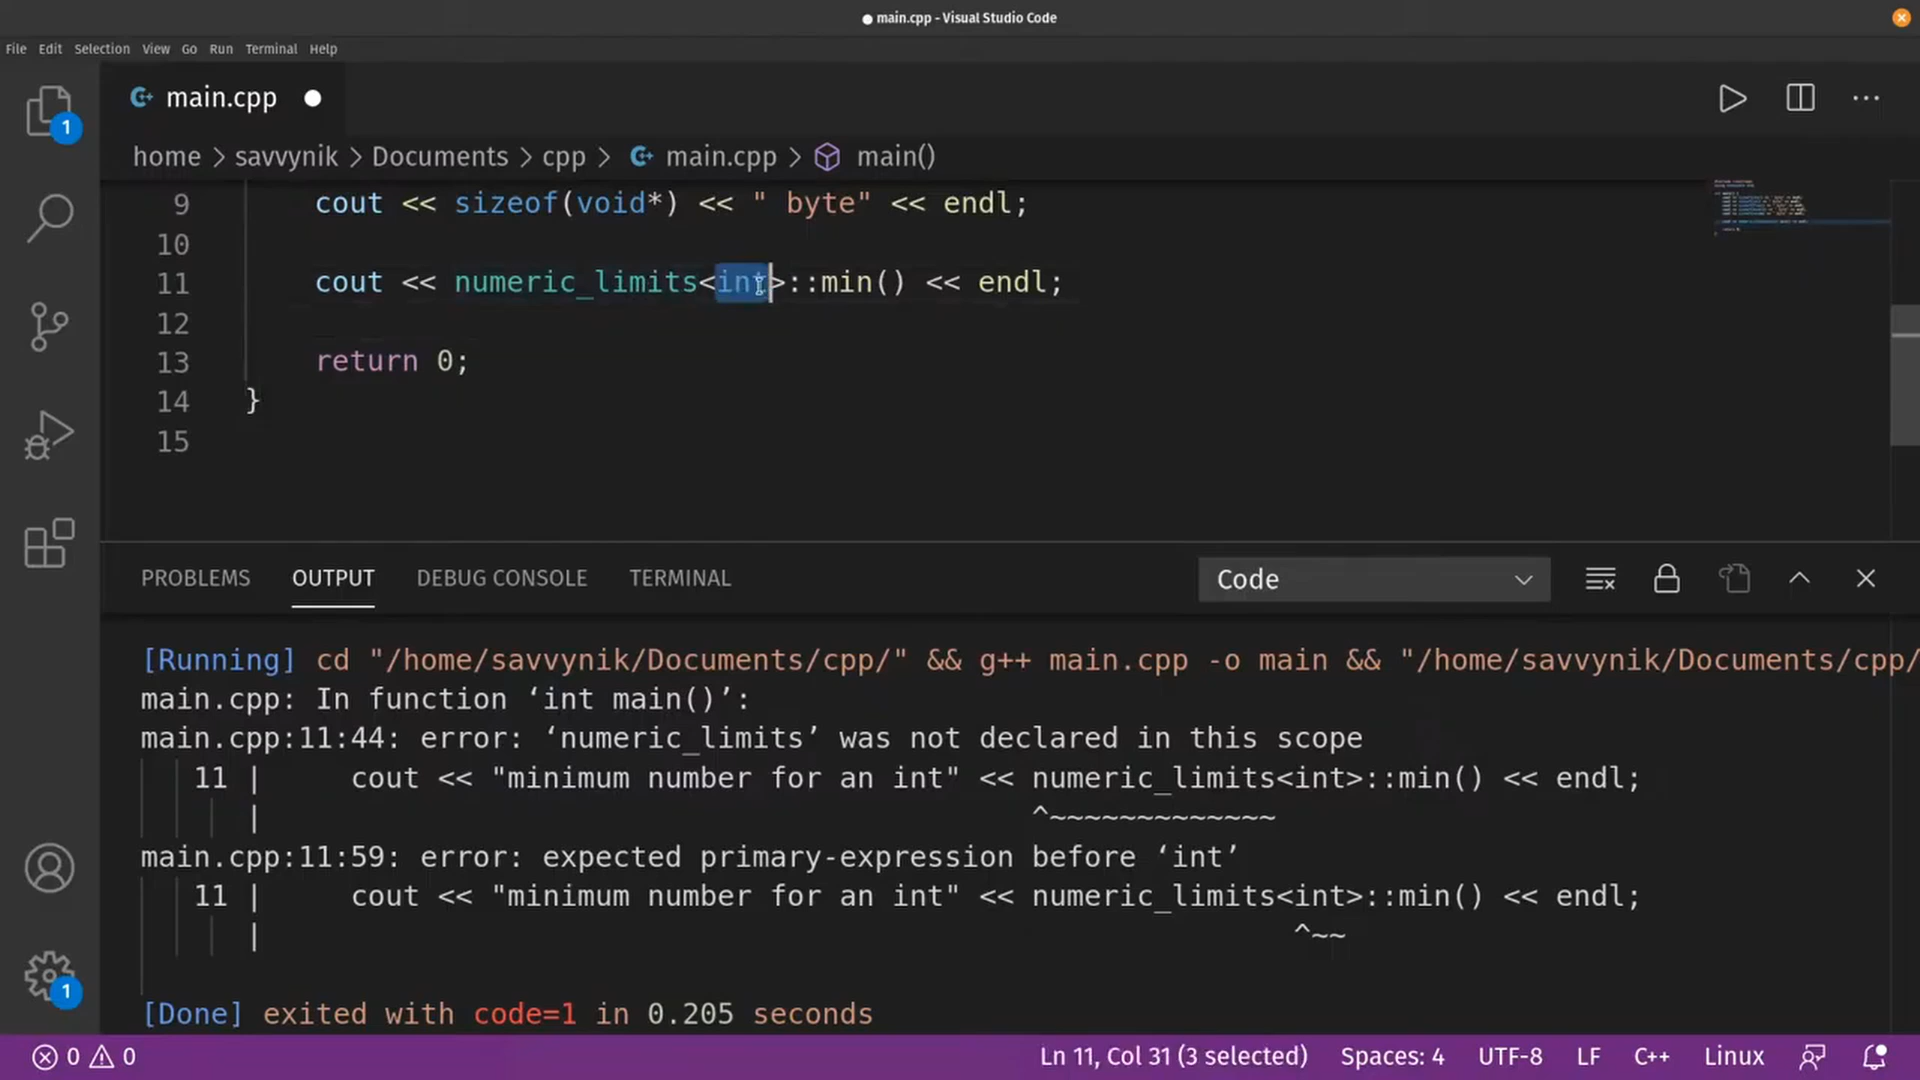 main.cpp - Visual Studio Code
File Edit Selection View Go Run Terminal Help
main.cpp
home > savvynik > Documents > cpp > main.cpp > main()
9 cout << sizeof(void*) << " byte" << endl;
10
11 cout << numeric_limits<int>::min() << endl;
12
13 return 0;
14 }
15
1
PROBLEMS OUTPUT DEBUG CONSOLE TERMINAL Code
[Running] cd "/home/savvynik/Documents/cpp/" && g++ main.cpp -o main && "/home/savvynik/Documents/cpp/
main.cpp: In function ‘int main()’:
main.cpp:11:44: error: ‘numeric_limits’ was not declared in this scope
11 | cout << "minimum number for an int" << numeric_limits<int>::min() << endl;
| ^~~~~~~~~~~~~~
main.cpp:11:59: error: expected primary-expression before ‘int’
11 | cout << "minimum number for an int" << numeric_limits<int>::min() << endl;
| ^~~
[Done] exited with code=1 in 0.205 seconds
1
0 0 Ln 11, Col 31 (3 selected) Spaces: 4 UTF-8 LF C++ Linux